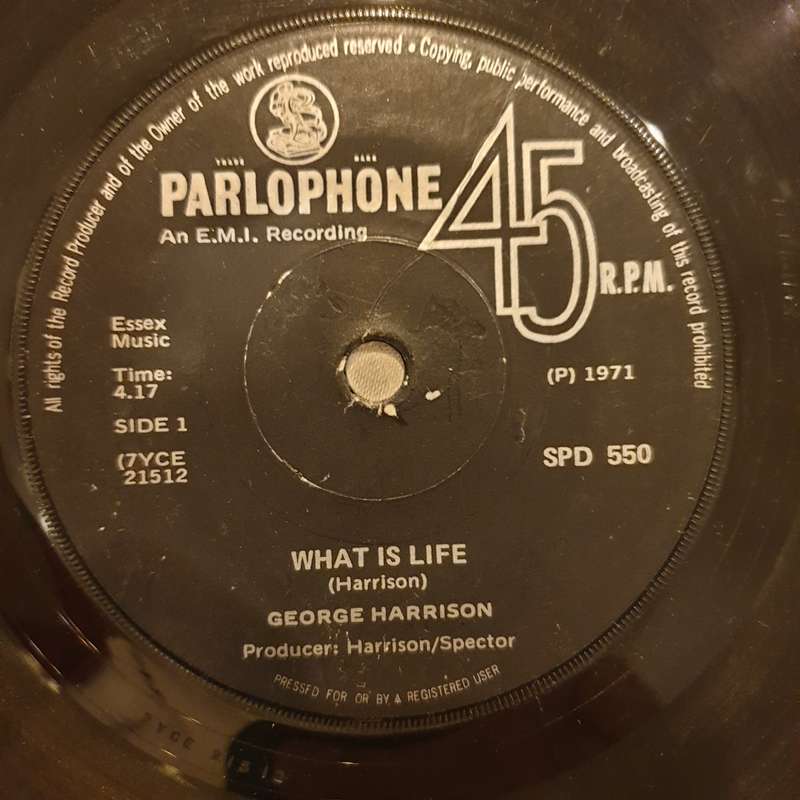 All rights of the Record Producer and of the Owner of the work reproduced reserved • Copying, public performance and broadcasting of this record prohibited
TRADE MARK
PARLOPHONE
An E.M.I. Recording
45
R.P.M.
Essex
Music
Time:
4.17
SIDE 1
(7YCE
21512
(P) 1971
SPD 550
WHAT IS LIFE
(Harrison)
GEORGE HARRISON
Producer: Harrison/Spector
PRESSED FOR OR BY A REGISTERED USER